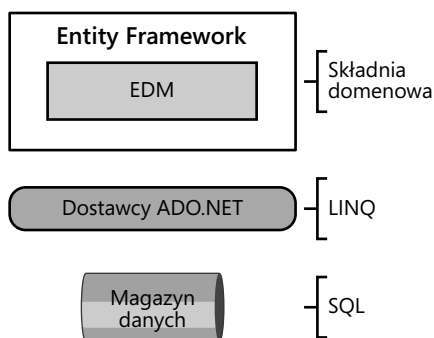 Entity Framework
EDM
Składnia
domenowa
Dostawcy ADO.NET
LINQ
Magazyn
danych
SQL